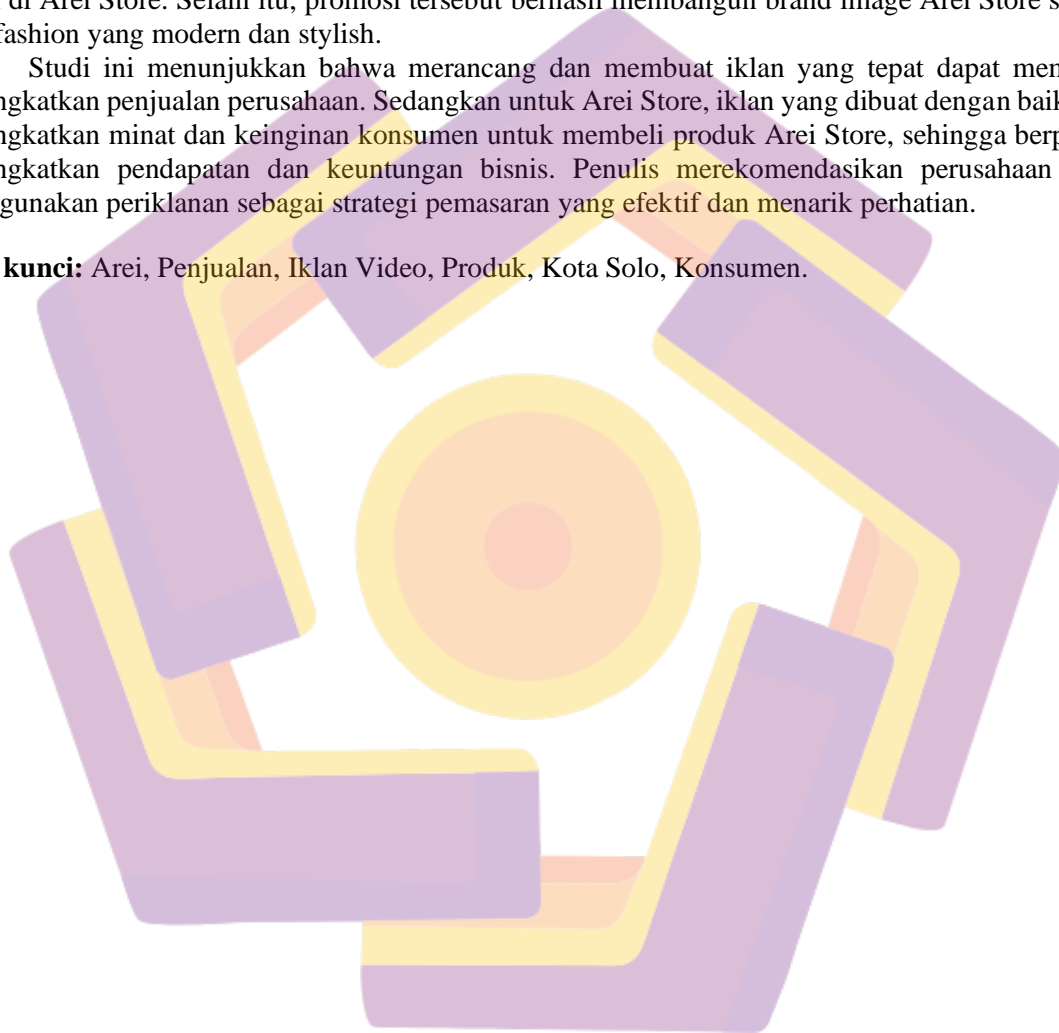 di Arei Store. Selain itu, promosi tersebut berhasil membangun brand image Arei Store s
fashion yang modern dan stylish.
Studi ini menunjukkan bahwa merancang dan membuat iklan yang tepat dapat men
ngkatkan penjualan perusahaan. Sedangkan untuk Arei Store, iklan yang dibuat dengan baik
ngkatkan minat dan keinginan konsumen untuk membeli produk Arei Store, sehingga berp
ngkatkan pendapatan dan keuntungan bisnis. Penulis merekomendasikan perusahaan
gunakan periklanan sebagai strategi pemasaran yang efektif dan menarik perhatian.
kunci: Arei, Penjualan, Iklan Video, Produk, Kota Solo, Konsumen.